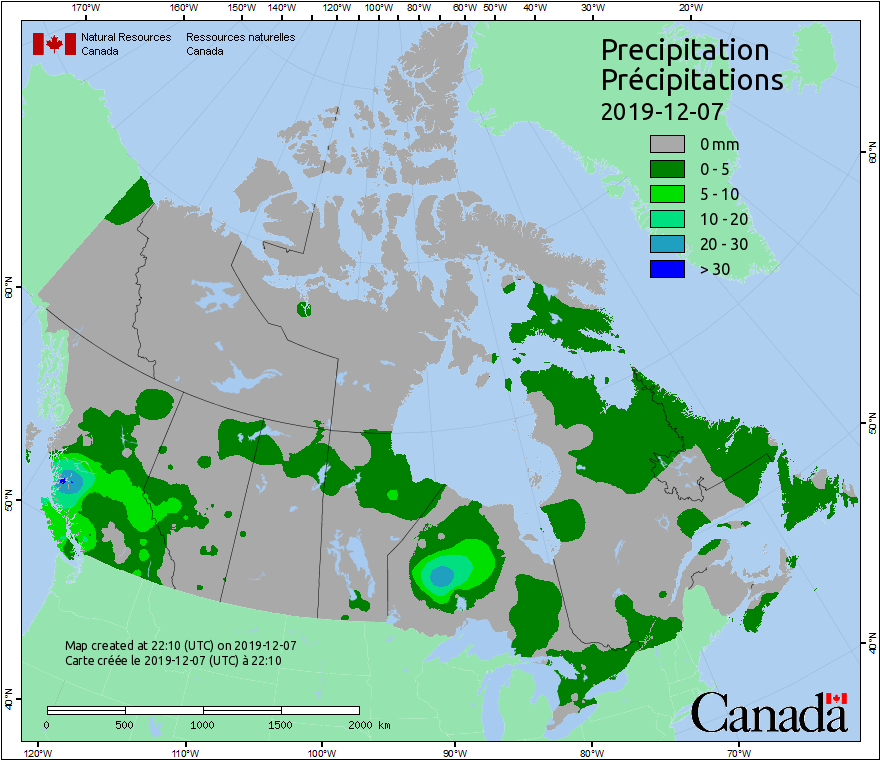 170°W 160°W 150°W 140°W 130°W 120°W 110°W 100°W 90°W 80°W 60°W 50°W 40°W 30°W 20°W
Natural Resources Ressources naturelles
Canada Canada
Precipitation
Précipitations
2019-12-07
0 mm
0 - 5
5 - 10
10 - 20
20 - 30
> 30
60°N
60°N
50°N
50°N
40°N
40°N
Map created at 22:10 (UTC) on 2019-12-07
Carte créée le 2019-12-07 (UTC) à 22:10
0 500 1000 1500 2000 km
Canada
120°W 110°W 100°W 90°W 80°W 70°W